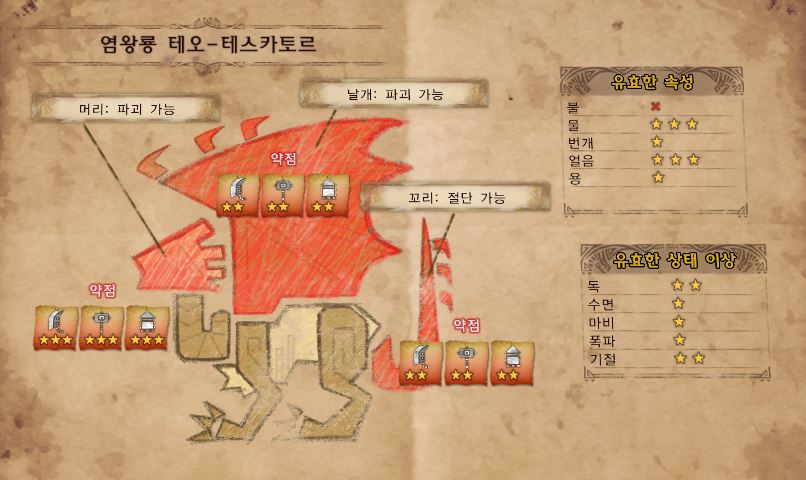 염왕룡 테오-테스카토르
머리: 파괴 가능
날개: 파괴 가능
약점
꼬리: 절단 가능
약점
약점
유효한 속성
불
물
번개
얼음
용
유효한 상태 이상
독
수면
마비
폭파
기절